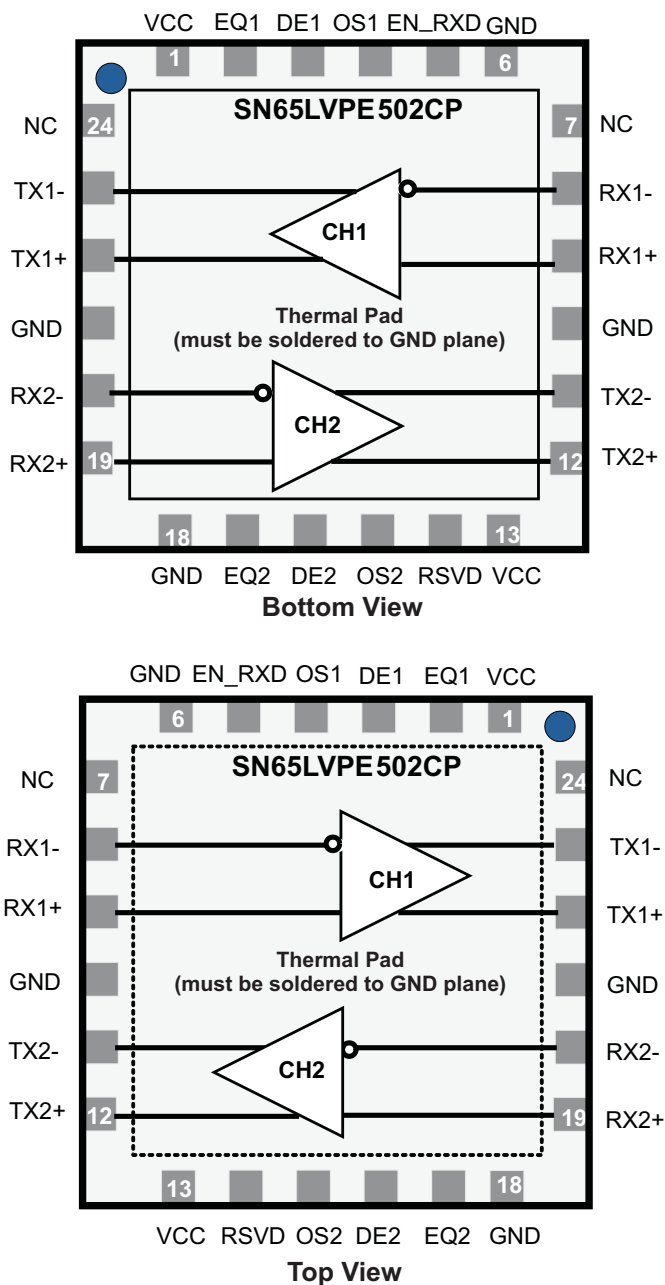 VCC EQ1 DE1 OS1 EN_RXD GND
1 6
SN65LVPE502CP
NC 24 7 NC
TX1- RX1-
CH1
TX1+ RX1+
Thermal Pad
GND (must be soldered to GND plane) GND
RX2- TX2-
CH2
RX2+ 19 12 TX2+
18 13
GND EQ2 DE2 OS2 RSVD VCC
Bottom View
GND EN_RXD OS1 DE1 EQ1 VCC
6 1
SN65LVPE502CP
NC 7 24 NC
RX1- TX1-
CH1
RX1+ TX1+
Thermal Pad
GND (must be soldered to GND plane) GND
TX2- RX2-
CH2
TX2+ 12 19 RX2+
13 18
VCC RSVD OS2 DE2 EQ2 GND
Top View